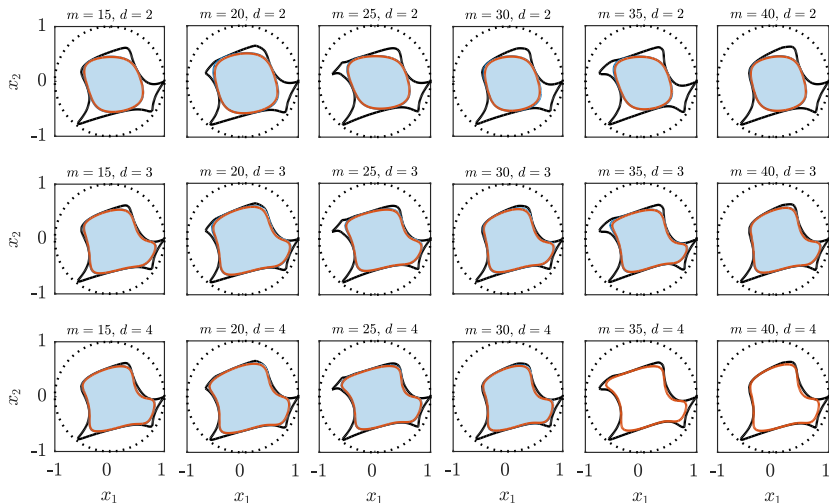 m = 15, d = 2 m = 20, d = 2 m = 25, d = 2 m = 30, d = 2 m = 35, d = 2 m = 40, d = 2
1
x2
0
-1
m = 15, d = 3 m = 20, d = 3 m = 25, d = 3 m = 30, d = 3 m = 35, d = 3 m = 40, d = 3
1
x2
0
-1
m = 15, d = 4 m = 20, d = 4 m = 25, d = 4 m = 30, d = 4 m = 35, d = 4 m = 40, d = 4
1
x2
0
-1
-1 0 1 -1 0 1 -1 0 1 -1 0 1 -1 0 1 -1 0 1
x1 x1 x1 x1 x1 x1